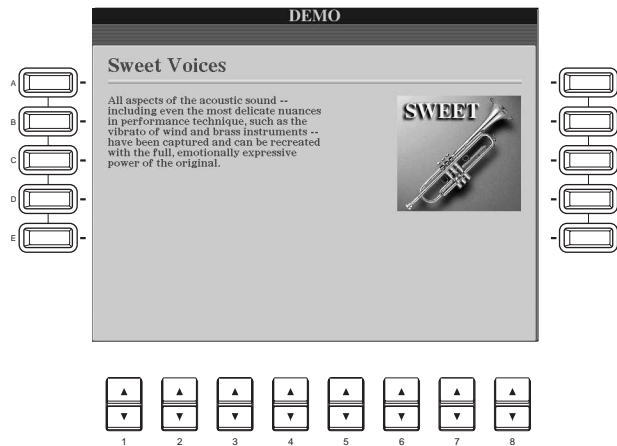 DEMO
Sweet Voices
All aspects of the acoustic sound --
including even the most delicate nuances
in performance technique, such as the
vibrato of wind and brass instruments --
have been captured and can be recreated
with the full, emotionally expressive
power of the original.
SWEET
A
B
C
D
E
1 2 3 4 5 6 7 8